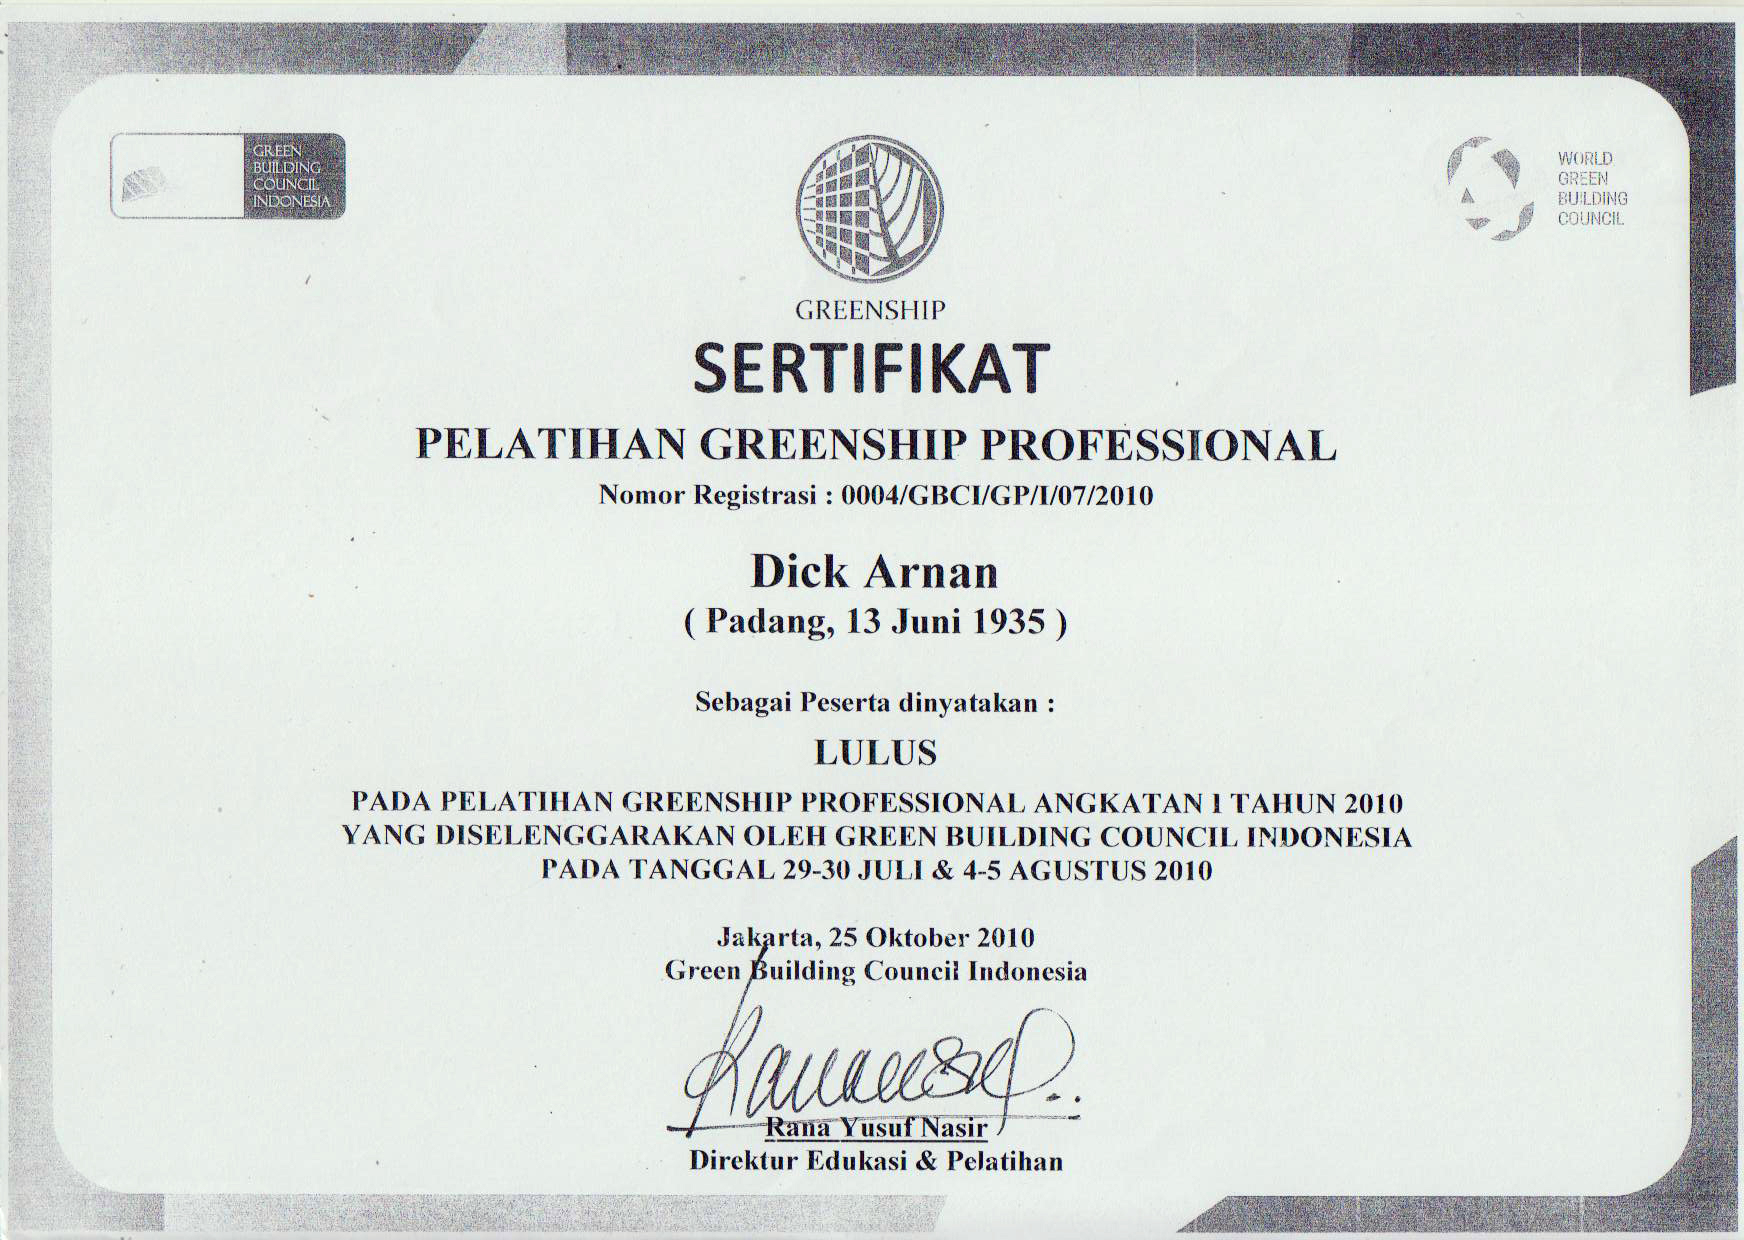 GREEN
BUILDING
COUNCIL
INDONESIA
WORLD
GREEN
BUILDING
COUNCIL
GREENSHIP
SERTIFIKAT
PELATIHAN GREENSHIP PROFESSIONAL
Nomor Registrasi : 0004/GBCI/GP/I/07/2010
Dick Arnan
( Padang, 13 Juni 1935 )
Sebagai Peserta dinyatakan :
LULUS
PADA PELATIHAN GREENSHIP PROFESSIONAL ANGKATAN I TAHUN 2010
YANG DISELENGGARAKAN OLEH GREEN BUILDING COUNCIL INDONESIA
PADA TANGGAL 29-30 JULI & 4-5 AGUSTUS 2010
Jakarta, 25 Oktober 2010
Green Building Council Indonesia
Rana Yusuf Nasir
Direktur Edukasi & Pelatihan